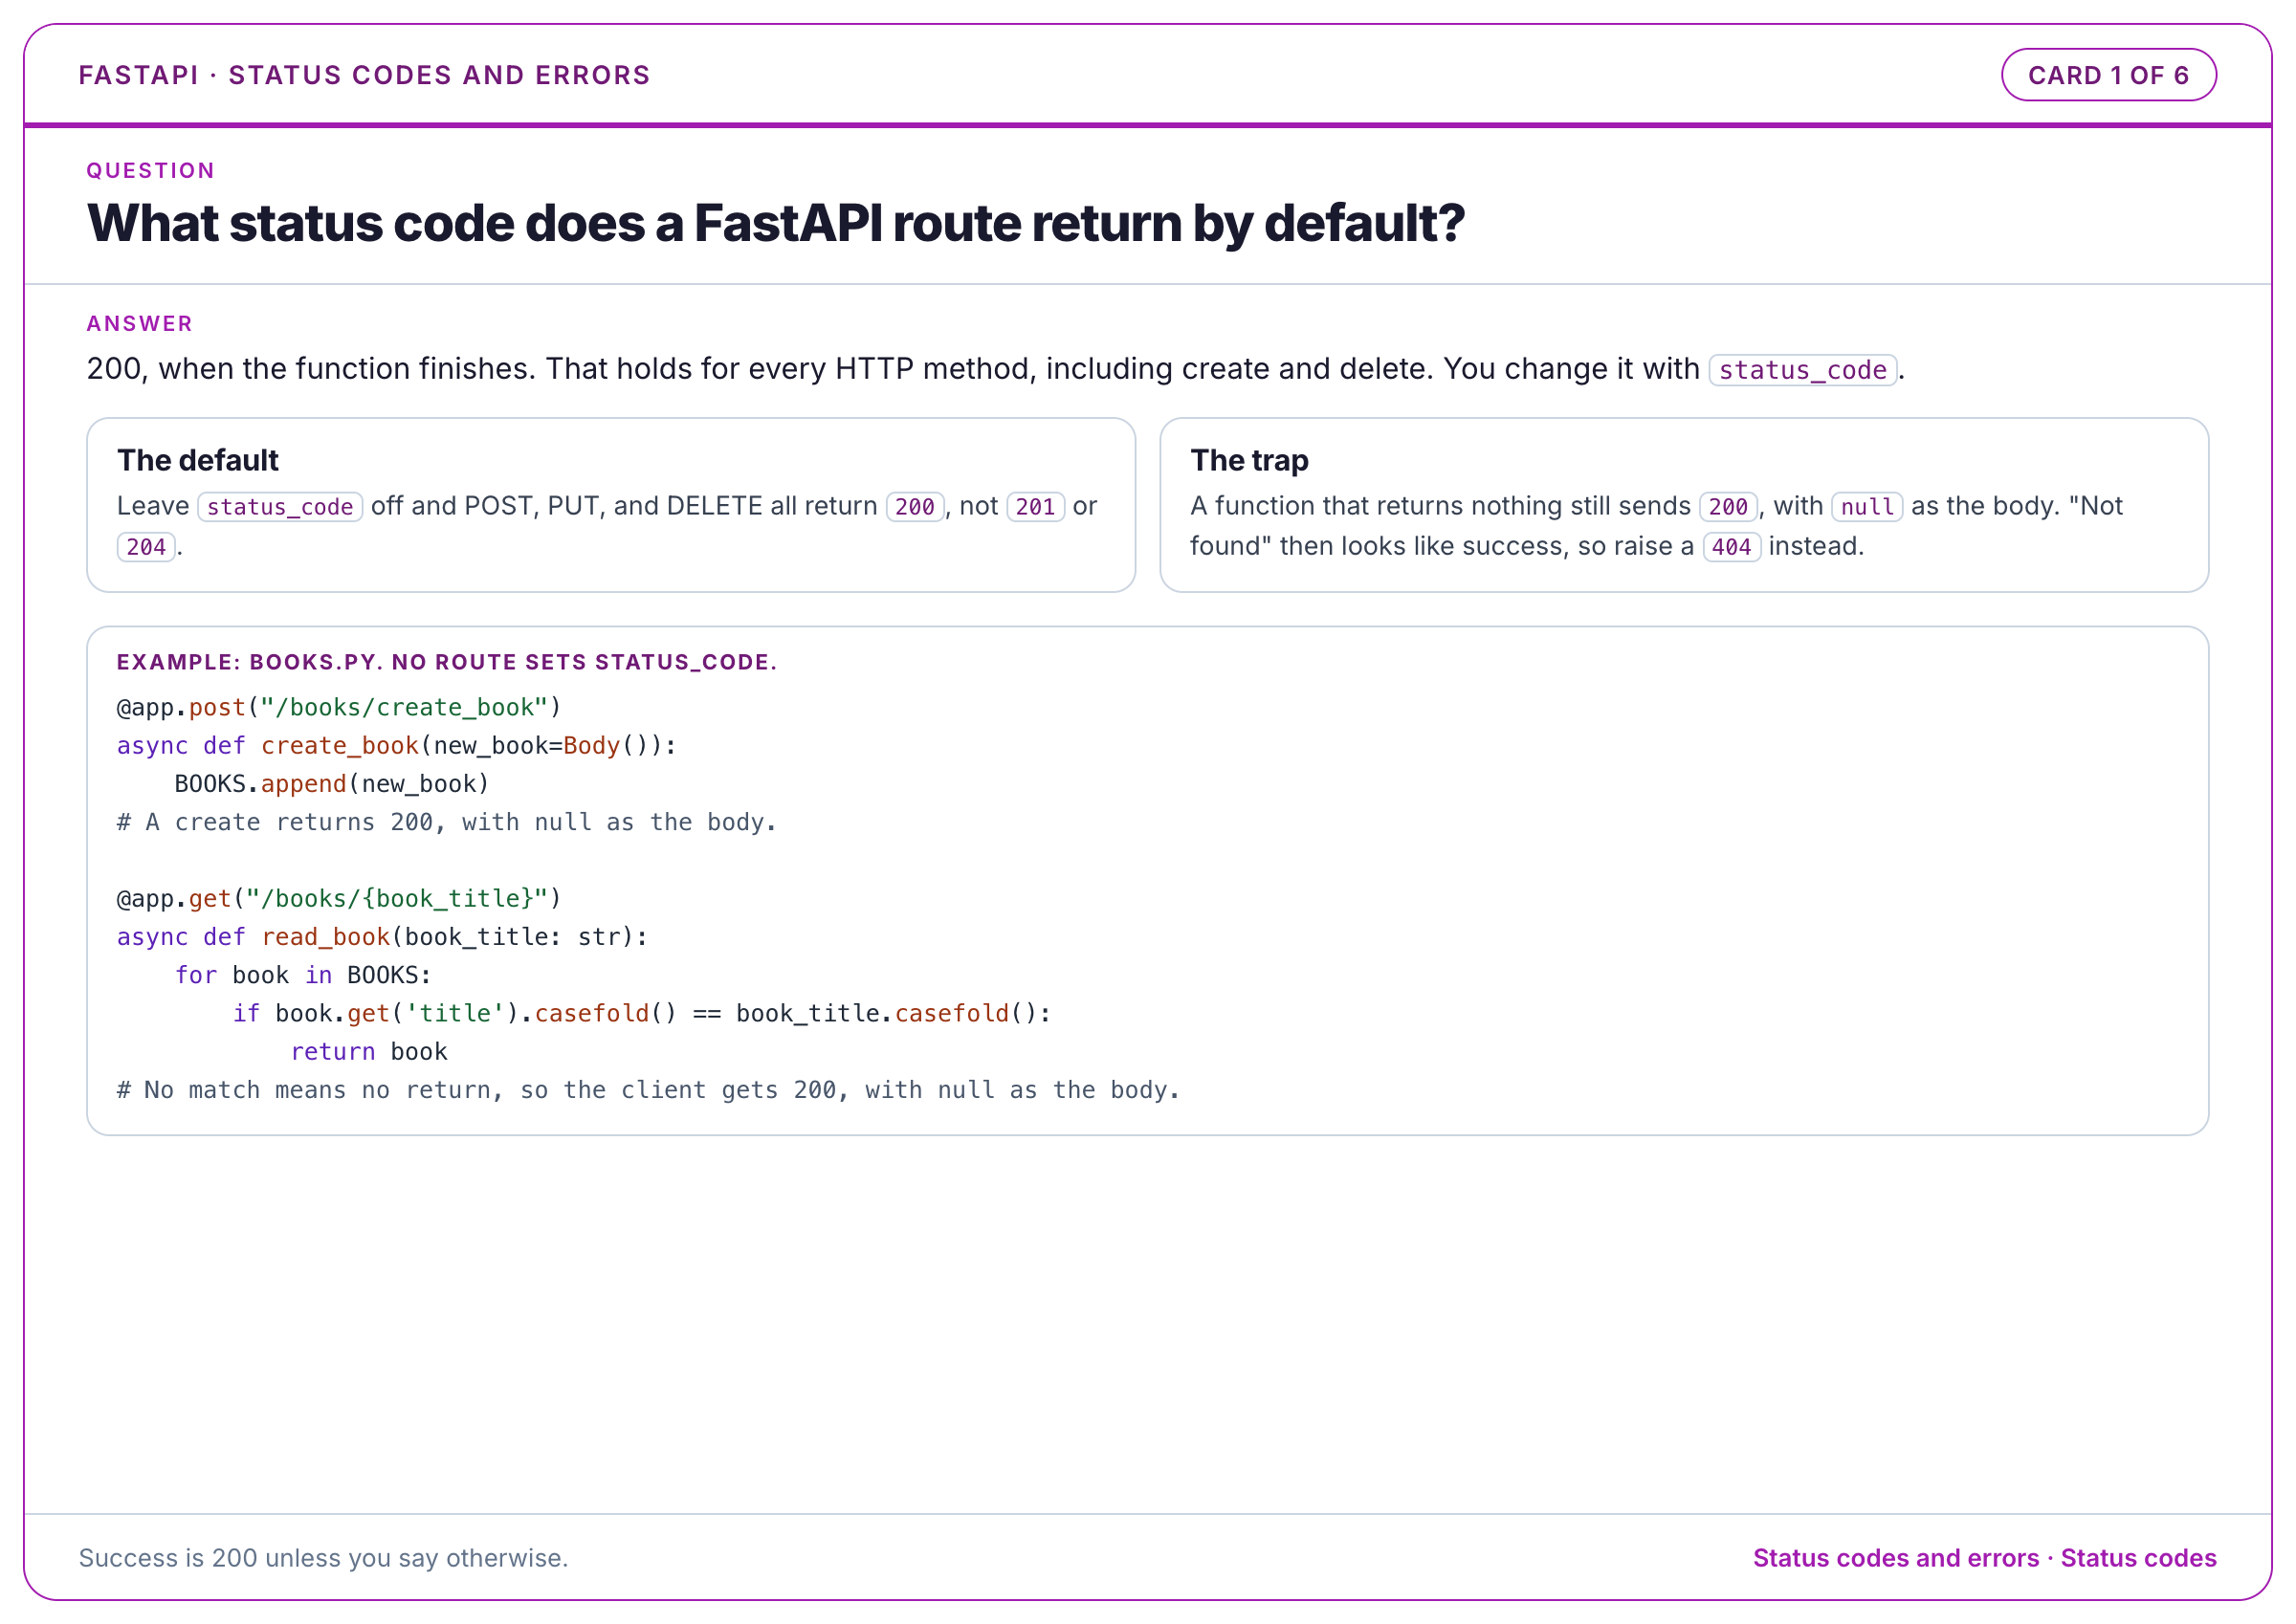 FASTAPI · STATUS CODES AND ERRORS
CARD 1 OF 6
QUESTION
What status code does a FastAPI route return by default?
ANSWER
200, when the function finishes. That holds for every HTTP method, including create and delete. You change it with status_code.
The default
Leave status_code off and POST, PUT, and DELETE all return 200, not 201 or
204.
The trap
A function that returns nothing still sends 200, with null as the body. "Not
found" then looks like success, so raise a 404 instead.
EXAMPLE: BOOKS.PY. NO ROUTE SETS STATUS_CODE.
@app.post("/books/create_book")
async def create_book(new_book=Body()):
    BOOKS.append(new_book)
# A create returns 200, with null as the body.

@app.get("/books/{book_title}")
async def read_book(book_title: str):
    for book in BOOKS:
        if book.get('title').casefold() == book_title.casefold():
            return book
# No match means no return, so the client gets 200, with null as the body.
Success is 200 unless you say otherwise.
Status codes and errors · Status codes